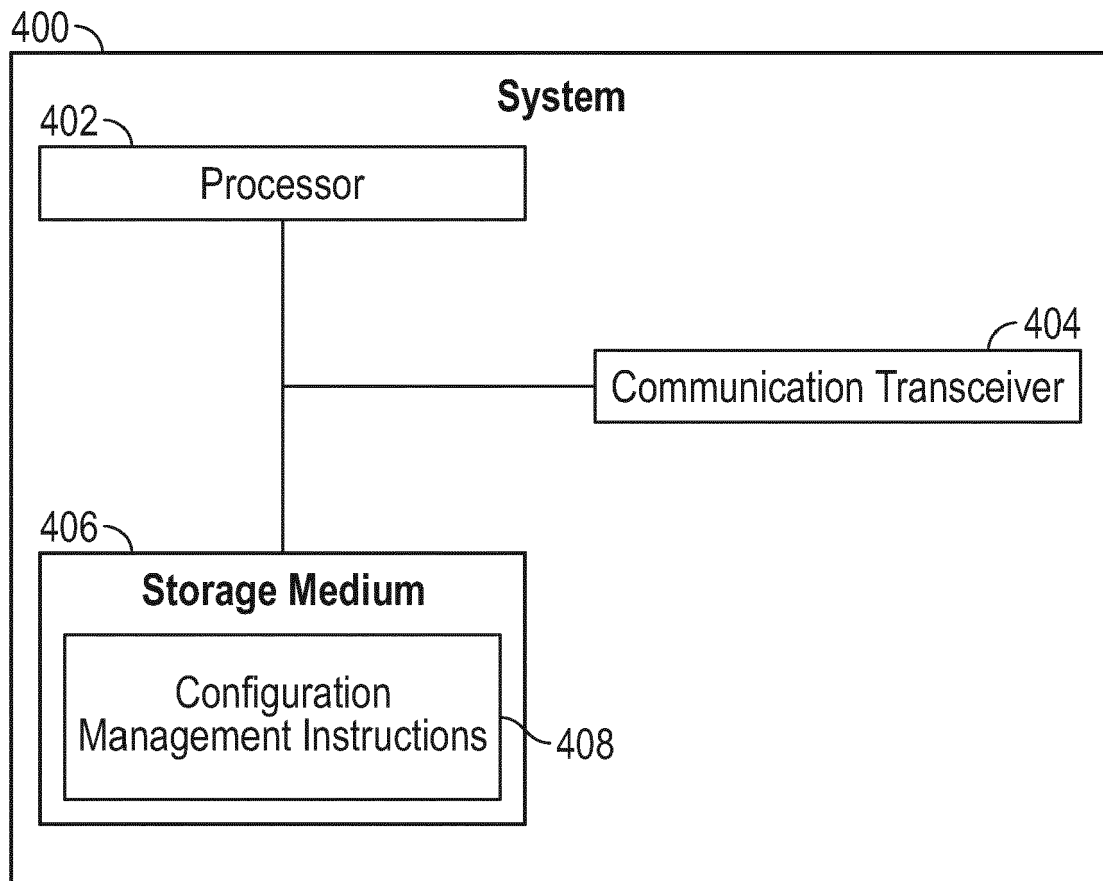 400
System
402
Processor
404
Communication Transceiver
406
Storage Medium
Configuration
Management Instructions
408